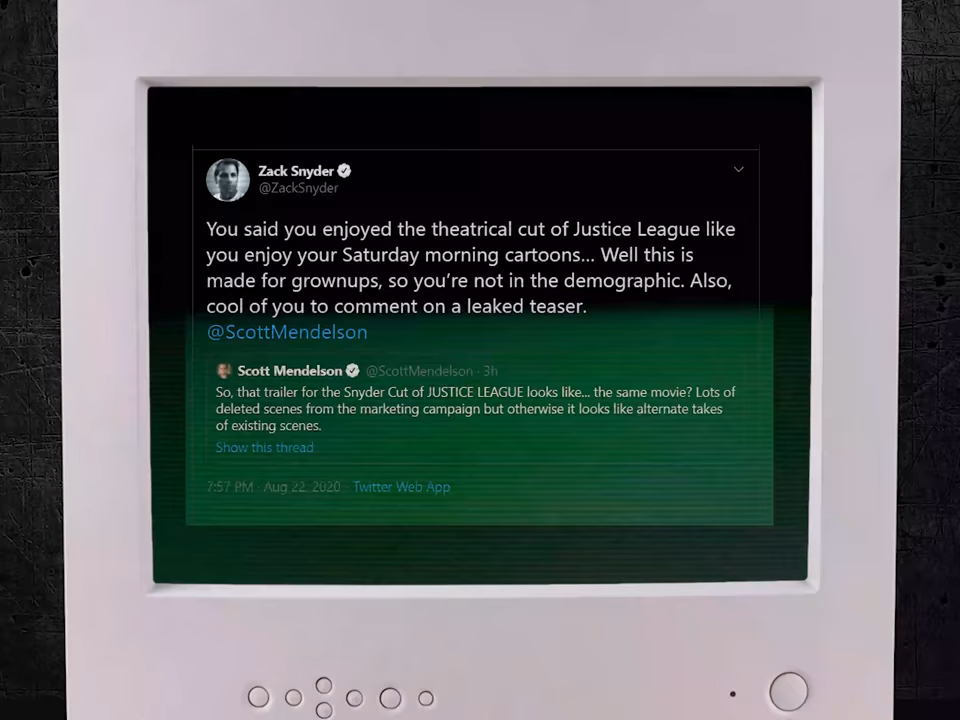 Zack Snyder
@ZackSnyder
You said you enjoyed the theatrical cut of Justice League like
you enjoy your Saturday morning cartoons... Well this is
made for grownups, so you’re not in the demographic. Also,
cool of you to comment on a leaked teaser.
@ScottMendelson
Scott Mendelson @ScottMendelson · 3h
So, that trailer for the Snyder Cut of JUSTICE LEAGUE looks like... the same movie? Lots of
deleted scenes from the marketing campaign but otherwise it looks like alternate takes
of existing scenes.
Show this thread
7:57 PM · Aug 22, 2020 · Twitter Web App